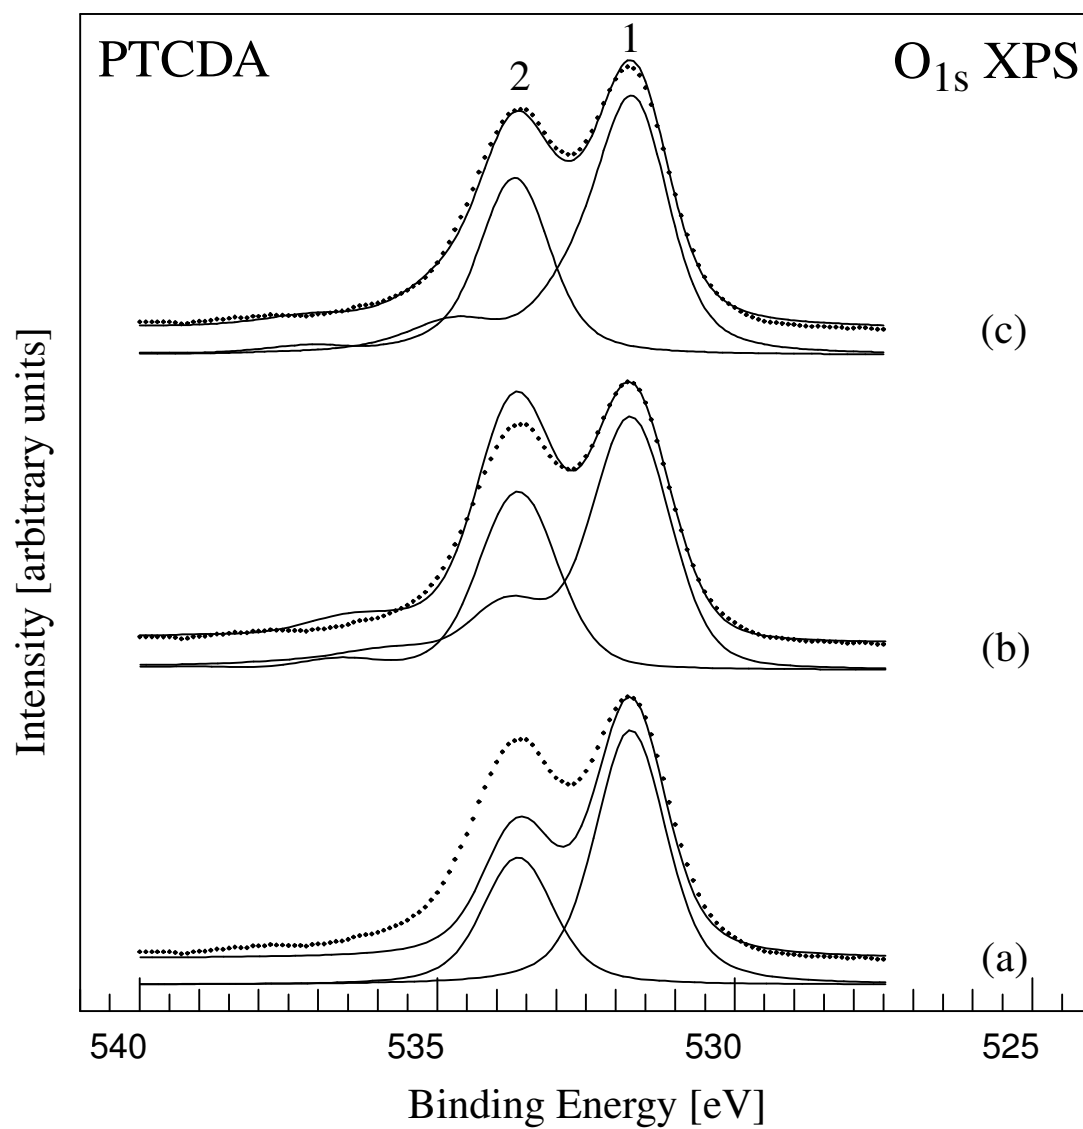 PTCDA
2
1
O1s XPS
(c)
(b)
(a)
Intensity [arbitrary units]
540 535 530 525
Binding Energy [eV]